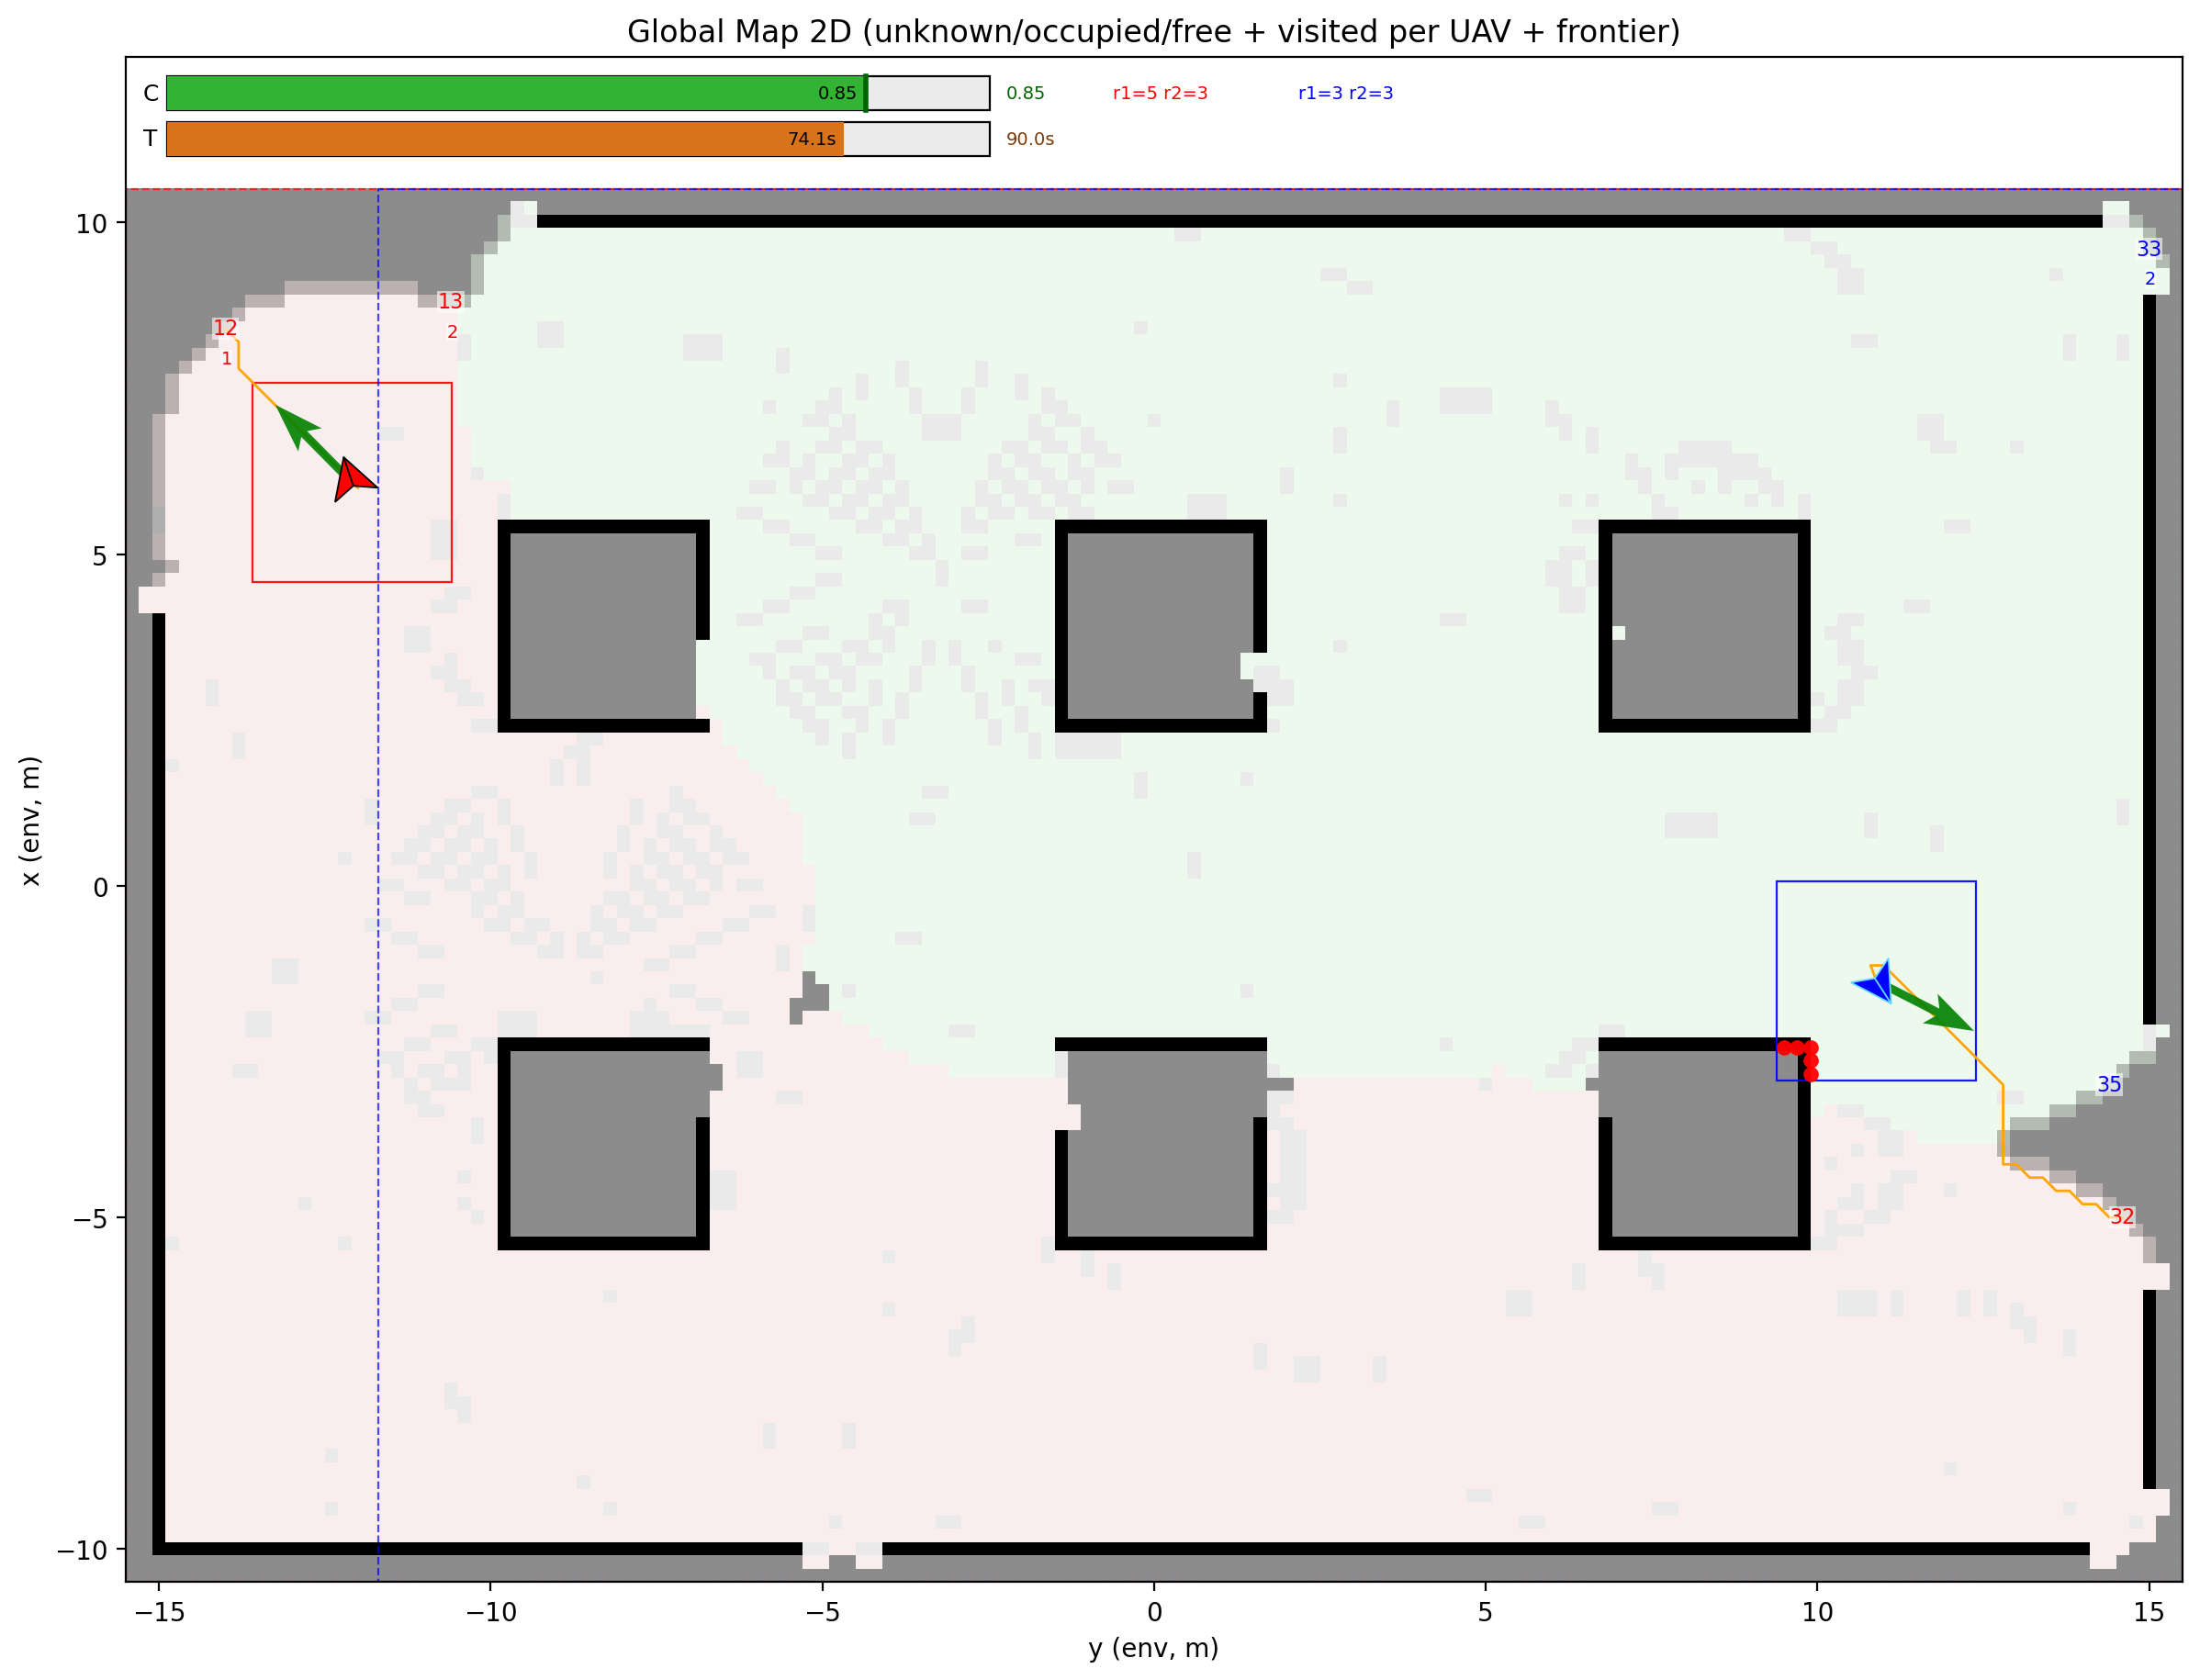 Global Map 2D (unknown/occupied/free + visited per UAV + frontier)
C 0.85 0.85 r1=5 r2=3 r1=3 r2=3
T 74.1s 90.0s
10
5
0
−5
−10
x (env, m)
33
2
13
2
12
1
35
32
−15 −10 −5 0 5 10 15
y (env, m)